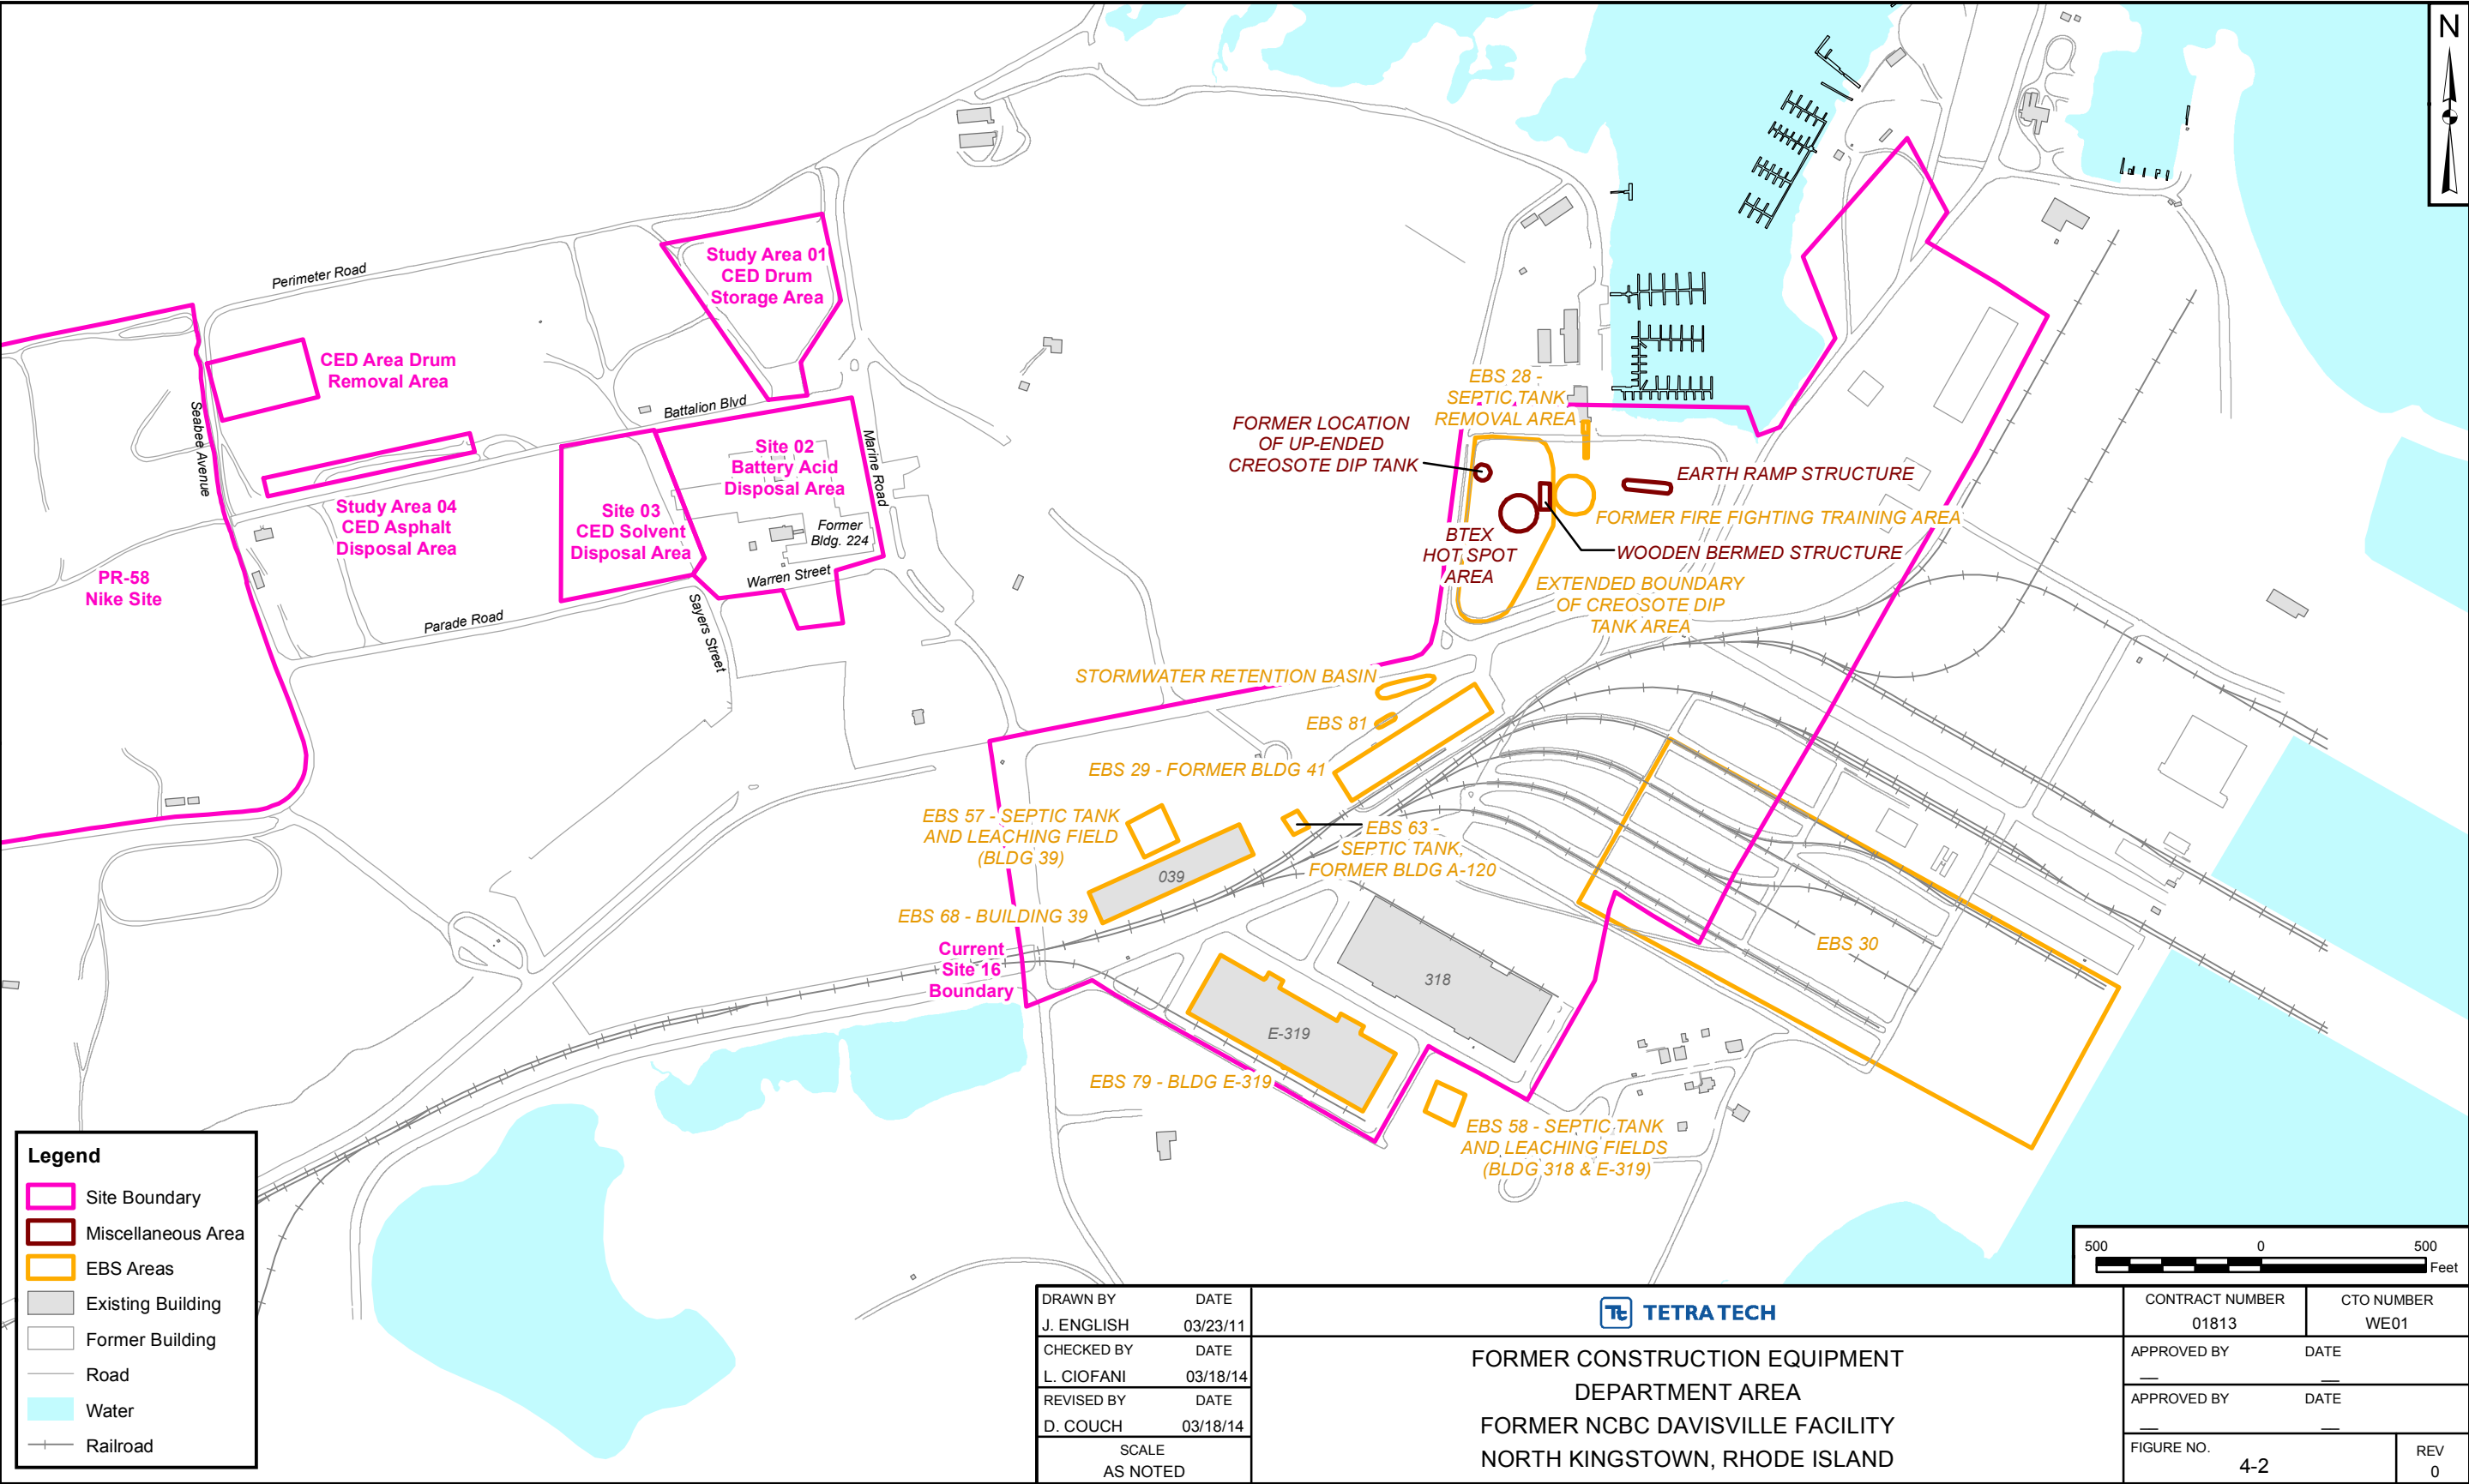 N
Perimeter Road
Study Area 01
CED Drum
Storage Area
CED Area Drum
Removal Area
Seabee Avenue
Battalion Blvd
Marine Road
Site 02
Battery Acid
Disposal Area
Former
Bldg. 224
Study Area 04
CED Asphalt
Disposal Area
Site 03
CED Solvent
Disposal Area
Warren Street
PR-58
Nike Site
Parade Road
Sayers Street
EBS 28 -
SEPTIC TANK
REMOVAL AREA
FORMER LOCATION
OF UP-ENDED
CREOSOTE DIP TANK
EARTH RAMP STRUCTURE
FORMER FIRE FIGHTING TRAINING AREA
BTEX
HOT SPOT
AREA
WOODEN BERMED STRUCTURE
EXTENDED BOUNDARY
OF CREOSOTE DIP
TANK AREA
STORMWATER RETENTION BASIN
EBS 81
EBS 29 - FORMER BLDG 41
EBS 57 - SEPTIC TANK
AND LEACHING FIELD
(BLDG 39)
EBS 63 -
SEPTIC TANK,
FORMER BLDG A-120
039
EBS 68 - BUILDING 39
Current
Site 16
Boundary
EBS 30
318
E-319
EBS 79 - BLDG E-319
EBS 58 - SEPTIC TANK
AND LEACHING FIELDS
(BLDG 318 & E-319)
Legend
Site Boundary
Miscellaneous Area
EBS Areas
Existing Building
Former Building
Road
Water
Railroad
500 0 500
Feet
DRAWN BY DATE
J. ENGLISH 03/23/11
CHECKED BY DATE
L. CIOFANI 03/18/14
REVISED BY DATE
D. COUCH 03/18/14
SCALE
AS NOTED
Tt TETRA TECH
FORMER CONSTRUCTION EQUIPMENT
DEPARTMENT AREA
FORMER NCBC DAVISVILLE FACILITY
NORTH KINGSTOWN, RHODE ISLAND
CONTRACT NUMBER CTO NUMBER
01813 WE01
APPROVED BY DATE
__ __
APPROVED BY DATE
__ __
FIGURE NO. REV
4-2 0